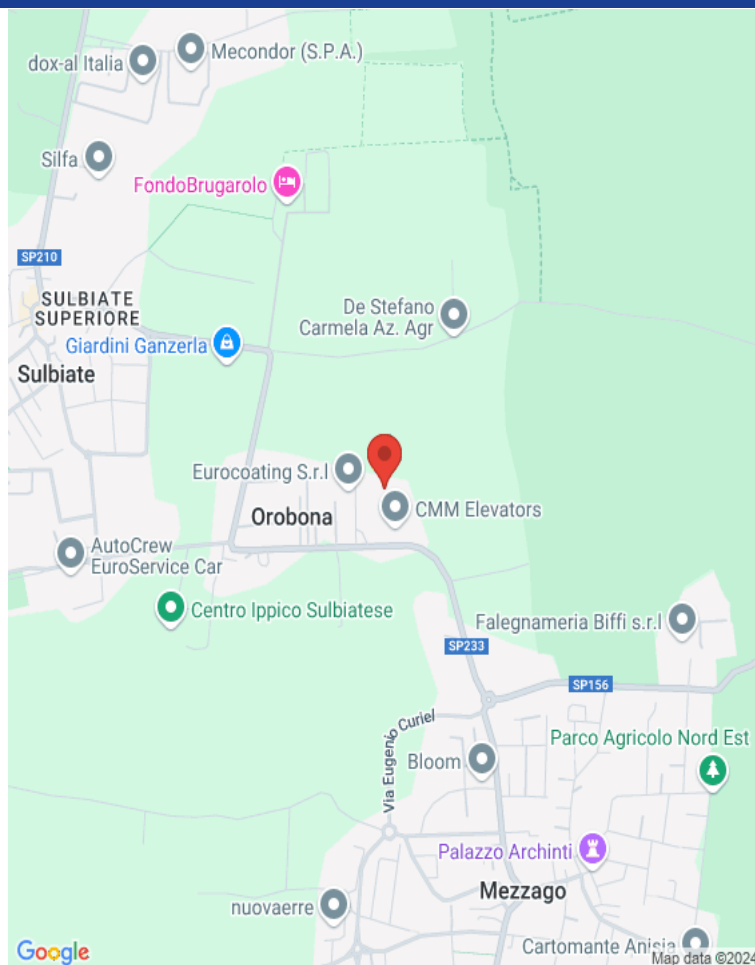 Mecondor (S.P.A.)
dox-al Italia
Silfa
FondoBrugarolo
SP210
SULBIATE
SUPERIORE
De Stefano
Carmela Az. Agr
Giardini Ganzerla
Sulbiate
Eurocoating S.r.l
CMM Elevators
Orobona
AutoCrew
EuroService Car
Centro Ippico Sulbiatese
Falegnameria Biffi s.r.l
SP233
SP156
Via Eugenio Curiel
Parco Agricolo Nord Est
Bloom
Palazzo Archinti
Mezzago
nuovaerre
Cartomante Anisia
Google
Map data ©2024